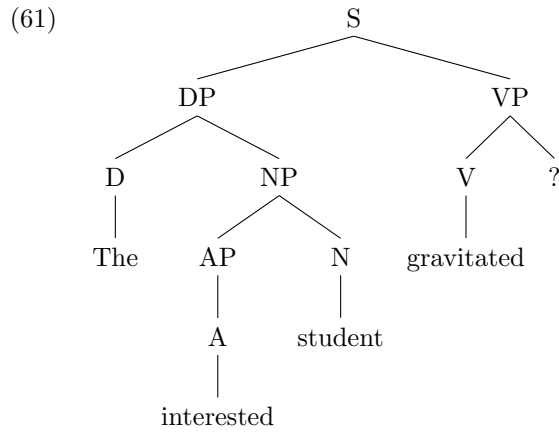 (61) S
DP VP
D NP V ?
The AP N gravitated
A student
interested